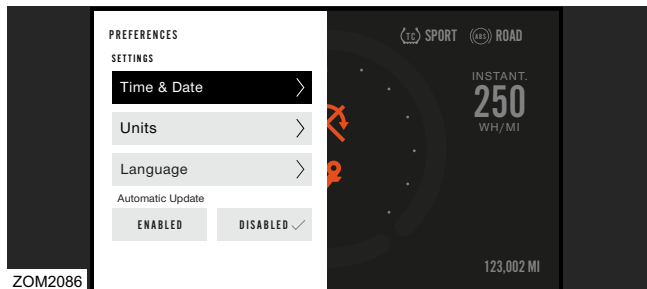 PREFERENCES
SETTINGS
Time & Date
Units
Language
Automatic Update
ENABLED DISABLED
TC SPORT ABS ROAD
INSTANT.
250
WH/MI
123,002 MI
ZOM2086